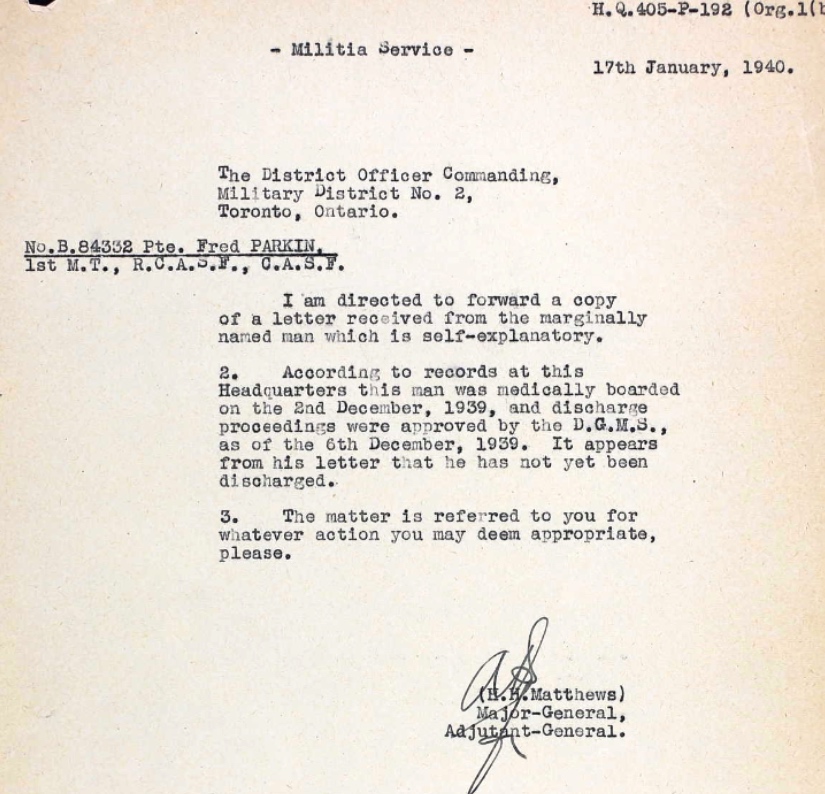 H.Q.405-P-192 (Org.1(b
- Militia Service -
17th January, 1940.
The District Officer Commanding,
Military District No. 2,
Toronto, Ontario.
No.B.84332 Pte. Fred PARKIN,
1st M.T., R.C.A.S.F., C.A.S.F.
I am directed to forward a copy
of a letter received from the marginally
named man which is self-explanatory.
2. According to records at this
Headquarters this man was medically boarded
on the 2nd December, 1939, and discharge
proceedings were approved by the D.G.M.S.,
as of the 6th December, 1939. It appears
from his letter that he has not yet been
discharged.
3. The matter is referred to you for
whatever action you may deem appropriate,
please.
(H.H.Matthews)
Major-General,
Adjutant-General.